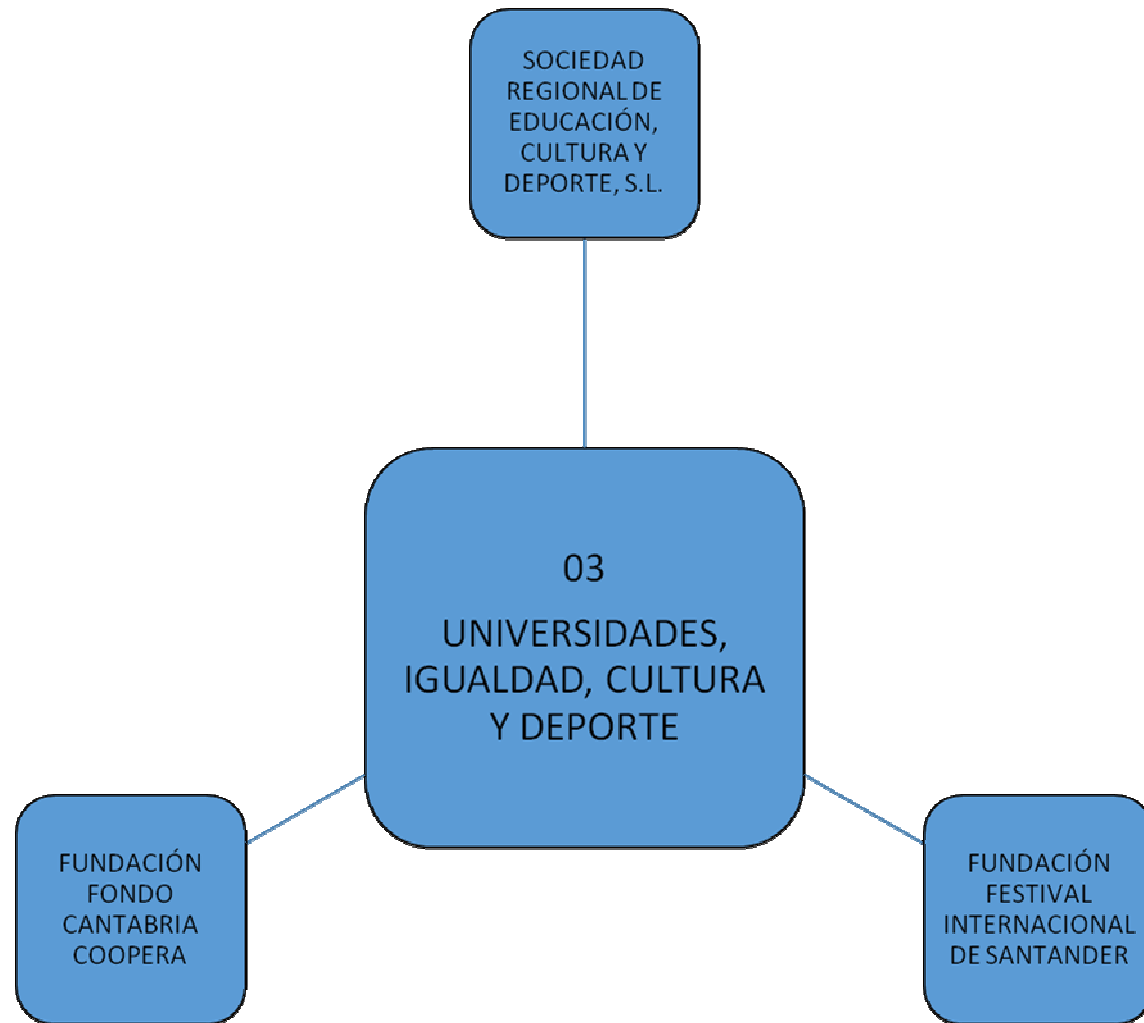 SOCIEDAD
REGIONAL DE
EDUCACIÓN,
CULTURA Y
DEPORTE, S.L.
03
UNIVERSIDADES,
IGUALDAD, CULTURA
Y DEPORTE
FUNDACIÓN
FONDO
CANTABRIA
COOPERA
FUNDACIÓN
FESTIVAL
INTERNACIONAL
DE SANTANDER